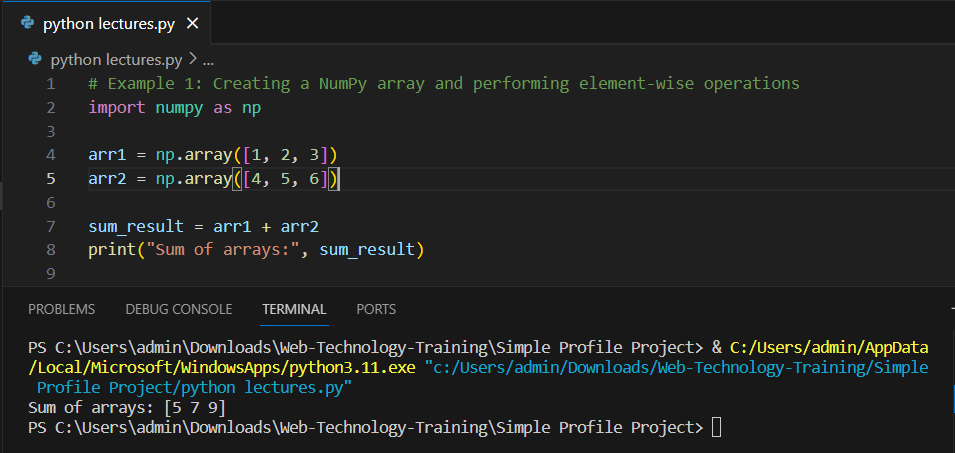 python lectures.py ✕
python lectures.py > ...
1 # Example 1: Creating a NumPy array and performing element-wise operations
2 import numpy as np
3
4 arr1 = np.array([1, 2, 3])
5 arr2 = np.array([4, 5, 6])
6
7 sum_result = arr1 + arr2
8 print("Sum of arrays:", sum_result)
9
PROBLEMS DEBUG CONSOLE TERMINAL PORTS
PS C:\Users\admin\Downloads\Web-Technology-Training\Simple Profile Project> & C:/Users/admin/AppData
/Local/Microsoft/WindowsApps/python3.11.exe "c:/Users/admin/Downloads/Web-Technology-Training/Simple
 Profile Project/python lectures.py"
Sum of arrays: [5 7 9]
PS C:\Users\admin\Downloads\Web-Technology-Training\Simple Profile Project>